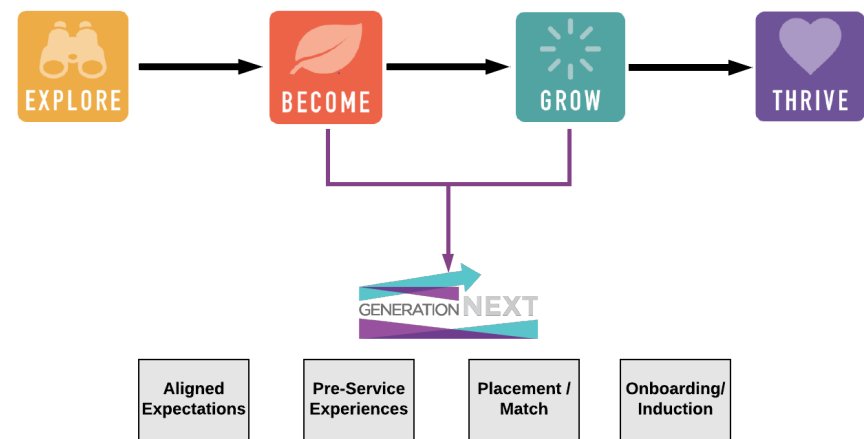 EXPLORE
BECOME
GROW
THRIVE
GENERATION NEXT
Aligned
Expectations
Pre-Service
Experiences
Placement /
Match
Onboarding/
Induction